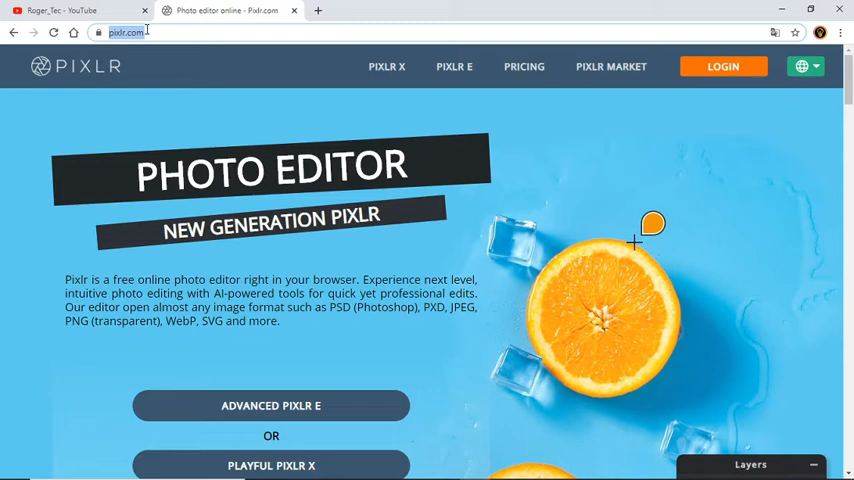 Roger_Tec - YouTube
Photo editor online - Pixlr.com
pixlr.com
PIXLR
PIXLR X
PIXLR E
PRICING
PIXLR MARKET
LOGIN
PHOTO EDITOR
NEW GENERATION PIXLR
Pixlr is a free online photo editor right in your browser. Experience next level,
intuitive photo editing with AI-powered tools for quick yet professional edits.
Our editor open almost any image format such as PSD (Photoshop), PXD, JPEG,
PNG (transparent), WebP, SVG and more.
ADVANCED PIXLR E
OR
PLAYFUL PIXLR X
Layers